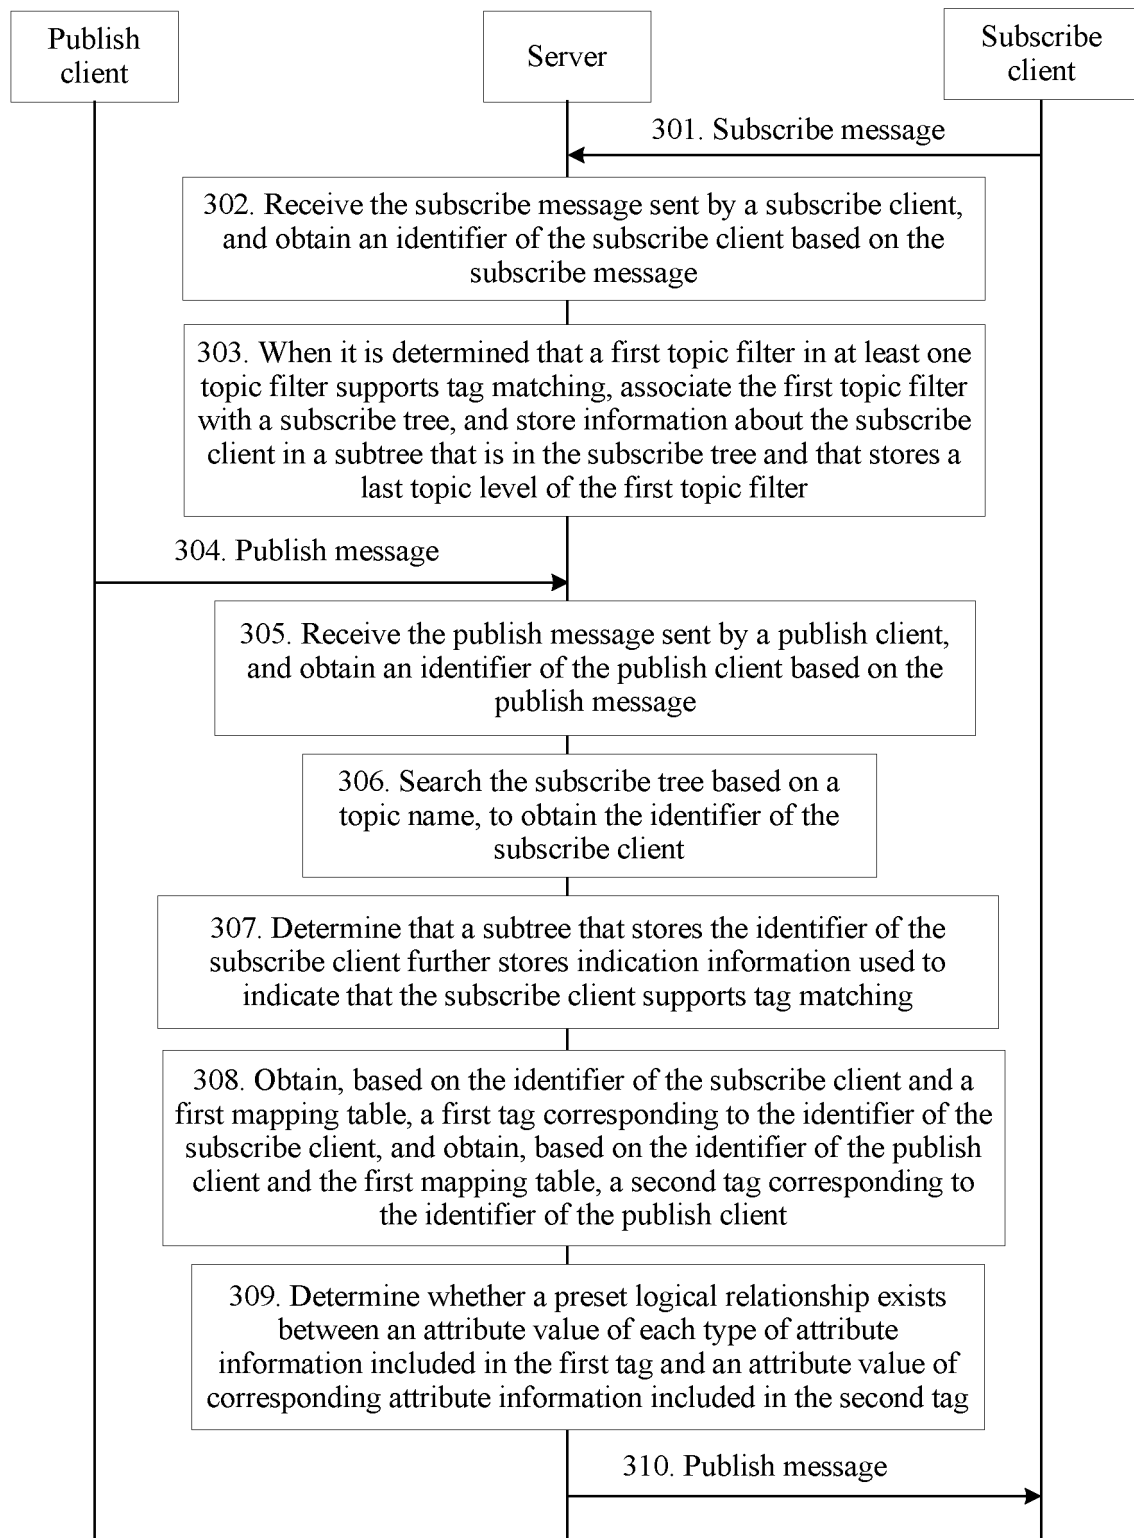 Publish
client
Server
Subscribe
client
301. Subscribe message
302. Receive the subscribe message sent by a subscribe client,
and obtain an identifier of the subscribe client based on the
subscribe message
303. When it is determined that a first topic filter in at least one
topic filter supports tag matching, associate the first topic filter
with a subscribe tree, and store information about the subscribe
client in a subtree that is in the subscribe tree and that stores a
last topic level of the first topic filter
304. Publish message
305. Receive the publish message sent by a publish client,
and obtain an identifier of the publish client based on the
publish message
306. Search the subscribe tree based on a
topic name, to obtain the identifier of the
subscribe client
307. Determine that a subtree that stores the identifier of the
subscribe client further stores indication information used to
indicate that the subscribe client supports tag matching
308. Obtain, based on the identifier of the subscribe client and a
first mapping table, a first tag corresponding to the identifier of the
subscribe client, and obtain, based on the identifier of the publish
client and the first mapping table, a second tag corresponding to
the identifier of the publish client
309. Determine whether a preset logical relationship exists
between an attribute value of each type of attribute
information included in the first tag and an attribute value of
corresponding attribute information included in the second tag
310. Publish message